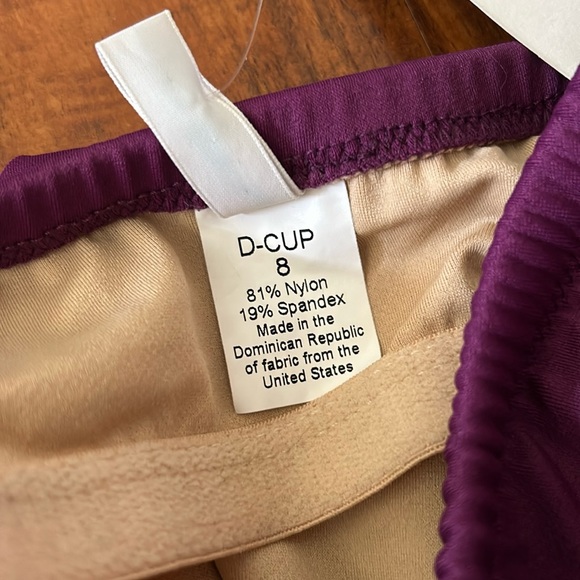 D-CUP
8
81% Nylon
19% Spandex
Made in the
Dominican Republic
of fabric from the
United States